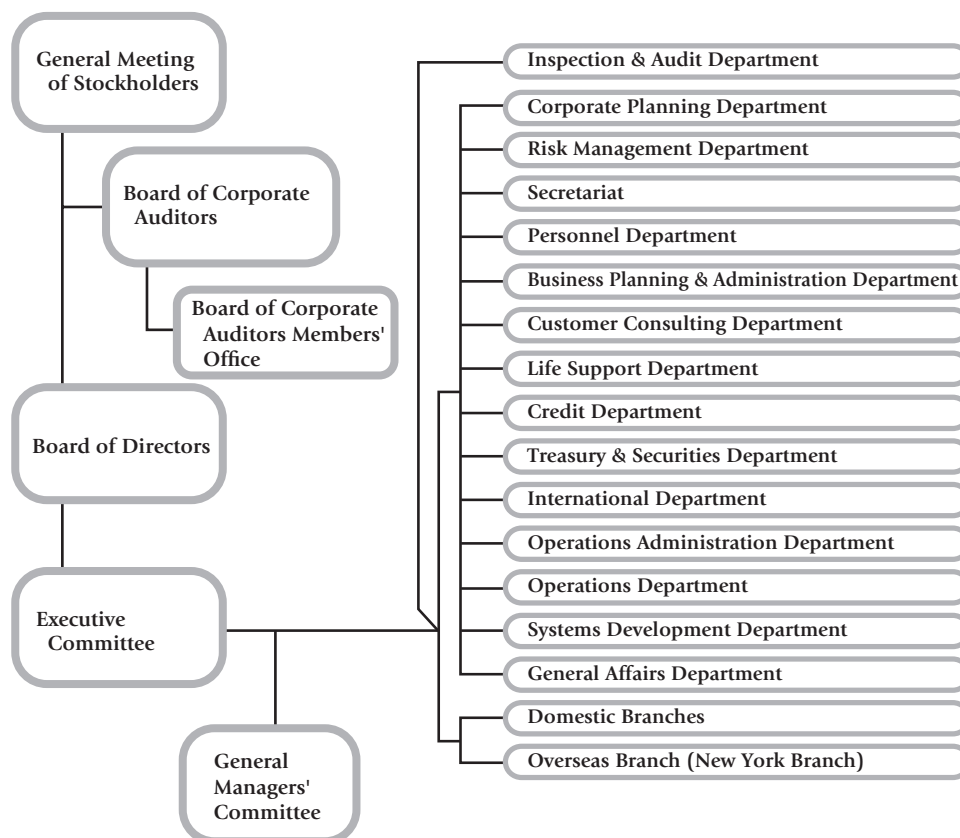 General Meeting
of Stockholders
Board of Corporate
Auditors
Board of Corporate
Auditors Members'
Office
Board of Directors
Executive
Committee
General
Managers'
Committee
Inspection & Audit Department
Corporate Planning Department
Risk Management Department
Secretariat
Personnel Department
Business Planning & Administration Department
Customer Consulting Department
Life Support Department
Credit Department
Treasury & Securities Department
International Department
Operations Administration Department
Operations Department
Systems Development Department
General Affairs Department
Domestic Branches
Overseas Branch (New York Branch)